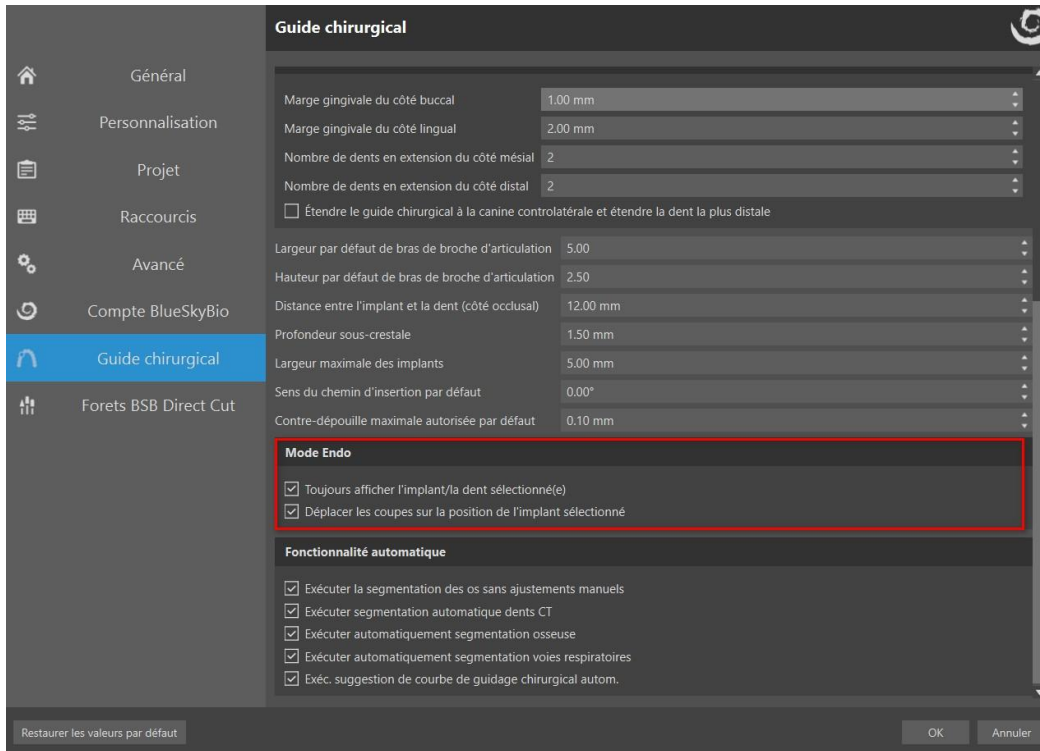 Guide chirurgical
Général
Personnalisation
Projet
Raccourcis
Avancé
Compte BlueSkyBio
Guide chirurgical
Forets BSB Direct Cut
Marge gingivale du côté buccal 1.00 mm
Marge gingivale du côté lingual 2.00 mm
Nombre de dents en extension du côté mésial 2
Nombre de dents en extension du côté distal 2
Étendre le guide chirurgical à la canine controlatérale et étendre la dent la plus distale
Largeur par défaut de bras de broche d'articulation 5.00
Hauteur par défaut de bras de broche d'articulation 2.50
Distance entre l'implant et la dent (côté occlusal) 12.00 mm
Profondeur sous-crestale 1.50 mm
Largeur maximale des implants 5.00 mm
Sens du chemin d'insertion par défaut 0.00°
Contre-dépouille maximale autorisée par défaut 0.10 mm
Mode Endo
Toujours afficher l'implant/la dent sélectionné(e)
Déplacer les coupes sur la position de l'implant sélectionné
Fonctionnalité automatique
Exécuter la segmentation des os sans ajustements manuels
Exécuter segmentation automatique dents CT
Exécuter automatiquement segmentation osseuse
Exécuter automatiquement segmentation voies respiratoires
Exéc. suggestion de courbe de guidage chirurgical autom.
Restaurer les valeurs par défaut
OK
Annuler